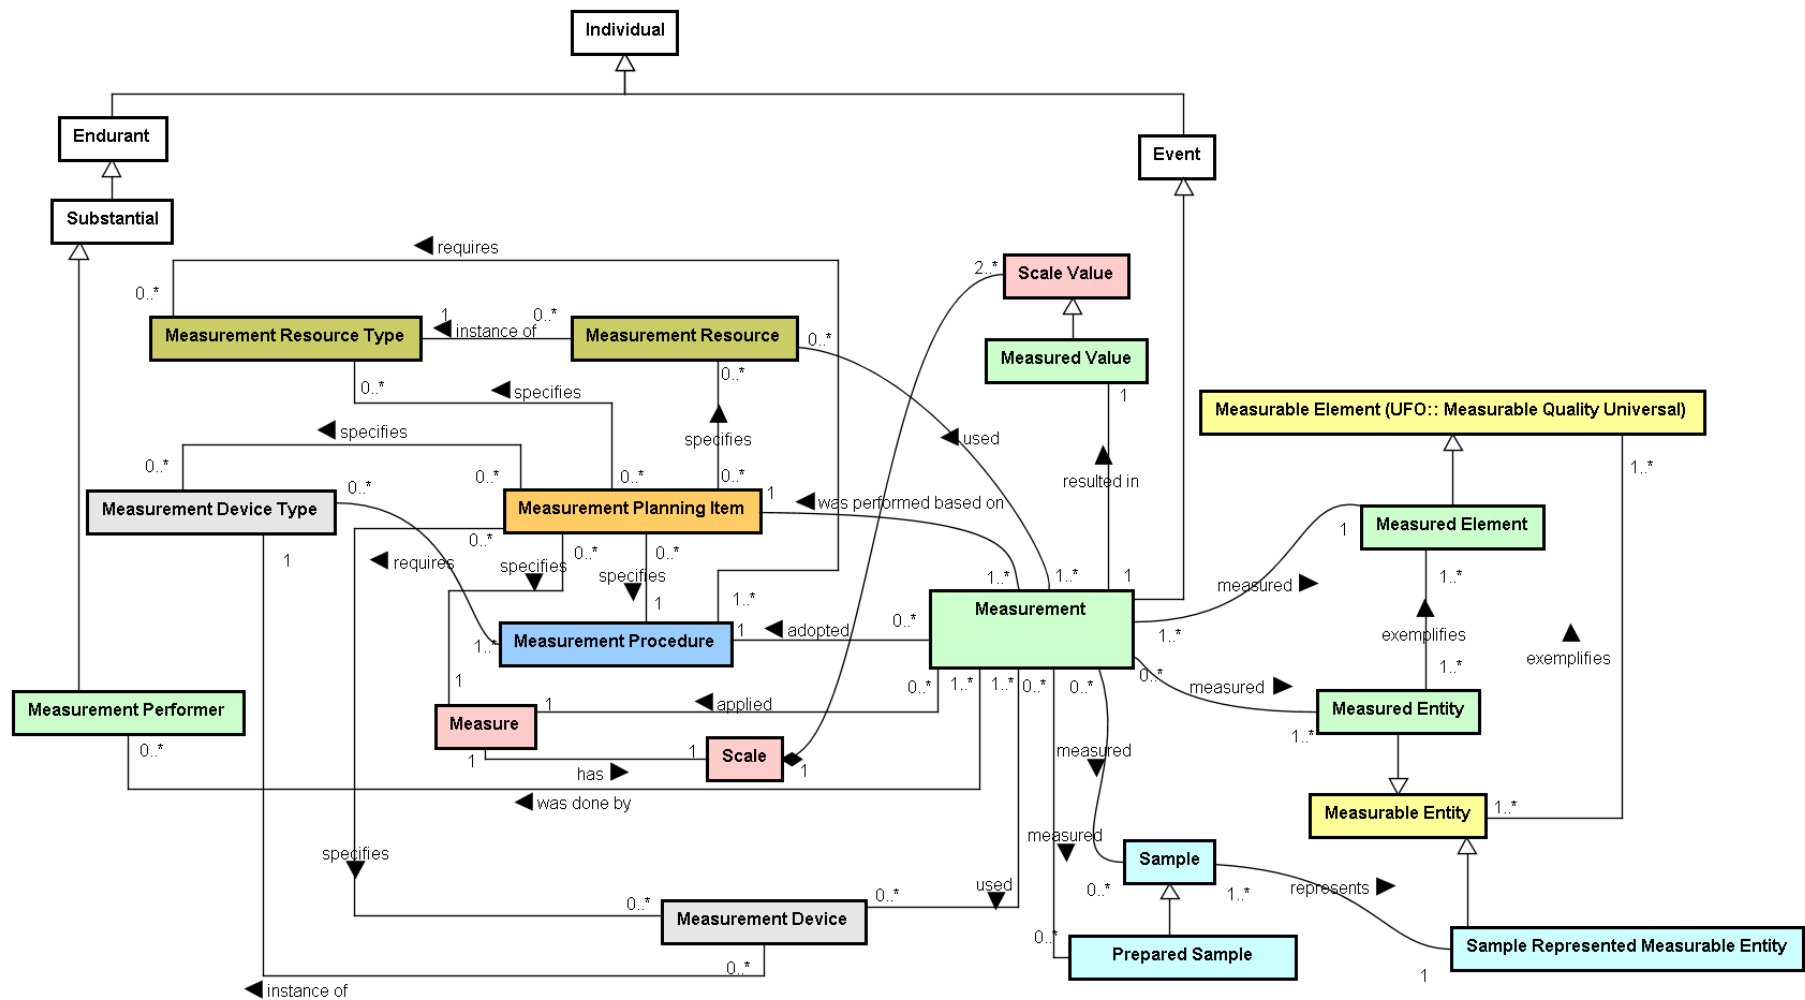 Individual
Endurant
Event
Substantial
requires
2..*
Scale Value
0..*
1
0..*
instance of
Measurement Resource Type
Measurement Resource
0..*
Measured Value
0..*
0..*
specifies
1
Measurable Element (UFO:: Measurable Quality Universal)
specifies
specifies
used
0..*
0..*
0..*
0..*
resulted in
1..*
0..*
1
was performed based on
Measurement Device Type
Measurement Planning Item
1
Measured Element
0..*
0..*
0..*
1
requires
specifies
specifies
1..*
1..*
1
measured
1..*
1
1..*
Measurement
Measurement Procedure
1..*
1
adopted
0..*
1..*
exemplifies
exemplifies
1..*
1
0..*
1..*
1..*
0..*
0..*
0..*
measured
Measurement Performer
Measure
1
applied
Measured Entity
1..*
0..*
1
1
Scale
1
has
measured
was done by
Measurable Entity
1..*
measured
specifies
Sample
0..*
1..*
represents
used
0..*
0..*
Measurement Device
0..*
Prepared Sample
Sample Represented Measurable Entity
0..*
1
instance of